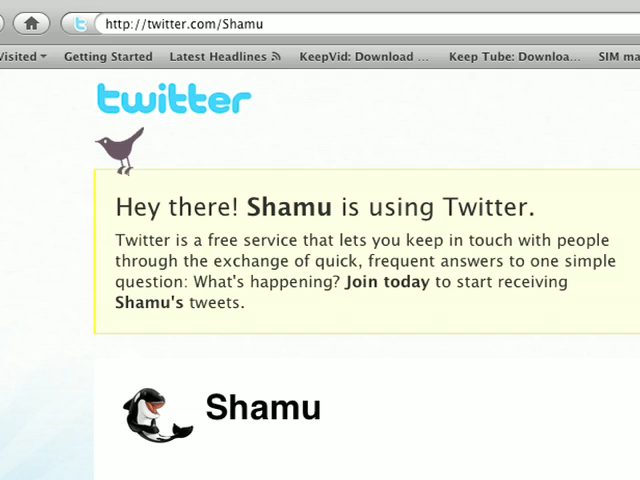 http://twitter.com/Shamu
Visited Getting Started Latest Headlines KeepVid: Download ... Keep Tube: Downloa... SIM ma
twitter
Hey there! Shamu is using Twitter.
Twitter is a free service that lets you keep in touch with people
through the exchange of quick, frequent answers to one simple
question: What's happening? Join today to start receiving
Shamu's tweets.
Shamu